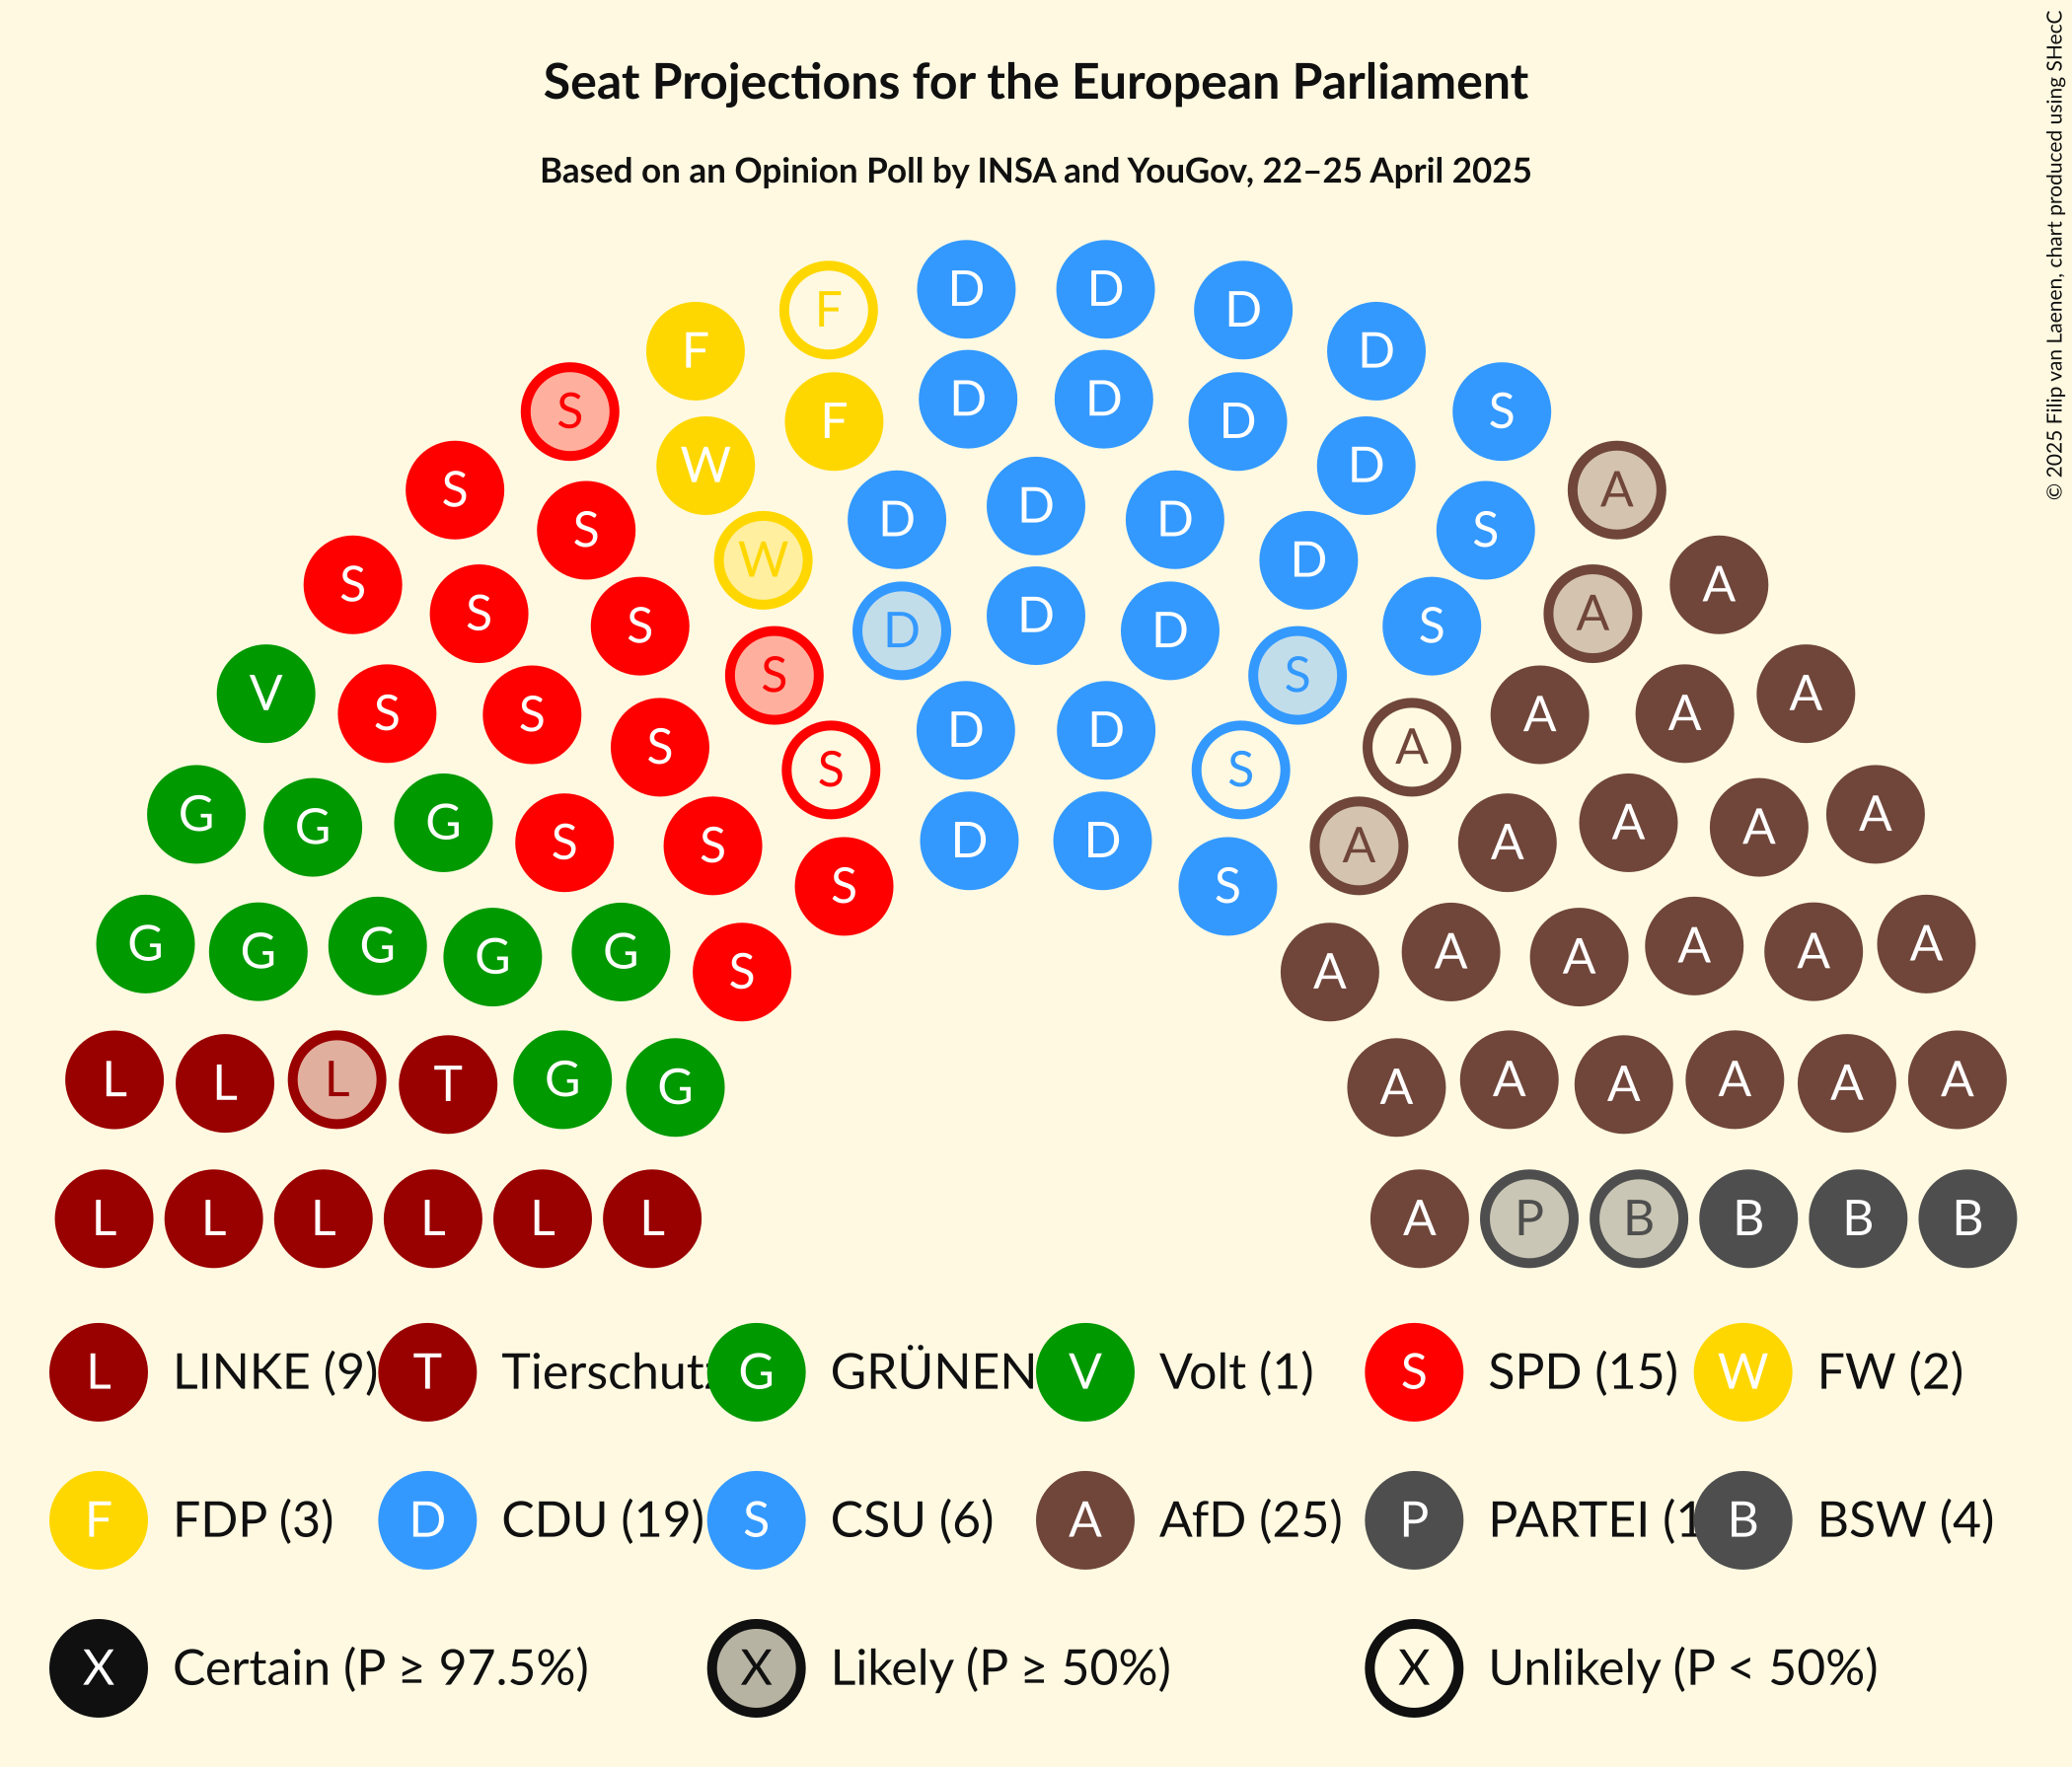 Seat Projections for the European Parliament
Based on an Opinion Poll by INSA and YouGov, 22–25 April 2025
© 2025 Filip van Laenen, chart produced using SHecC
D D
F D
F D
D D
S S
F D
W D
S A
D
D D
S S
W D
S A
S A
D
S S
D D
S S
V A
S S A A
D D
S A
S S
G A
G A
G A
D D
S A
S A
S S
G G G G G S A A A A A A
L L L T G G A A A A A A
L L L L L L A P B B B B
L LINKE (9) T Tierschutz G GRÜNEN V Volt (1) S SPD (15) W FW (2)
F FDP (3) D CDU (19) S CSU (6) A AfD (25) P PARTEI (1 B BSW (4)
X Certain (P ≥ 97.5%) X Likely (P ≥ 50%) X Unlikely (P < 50%)